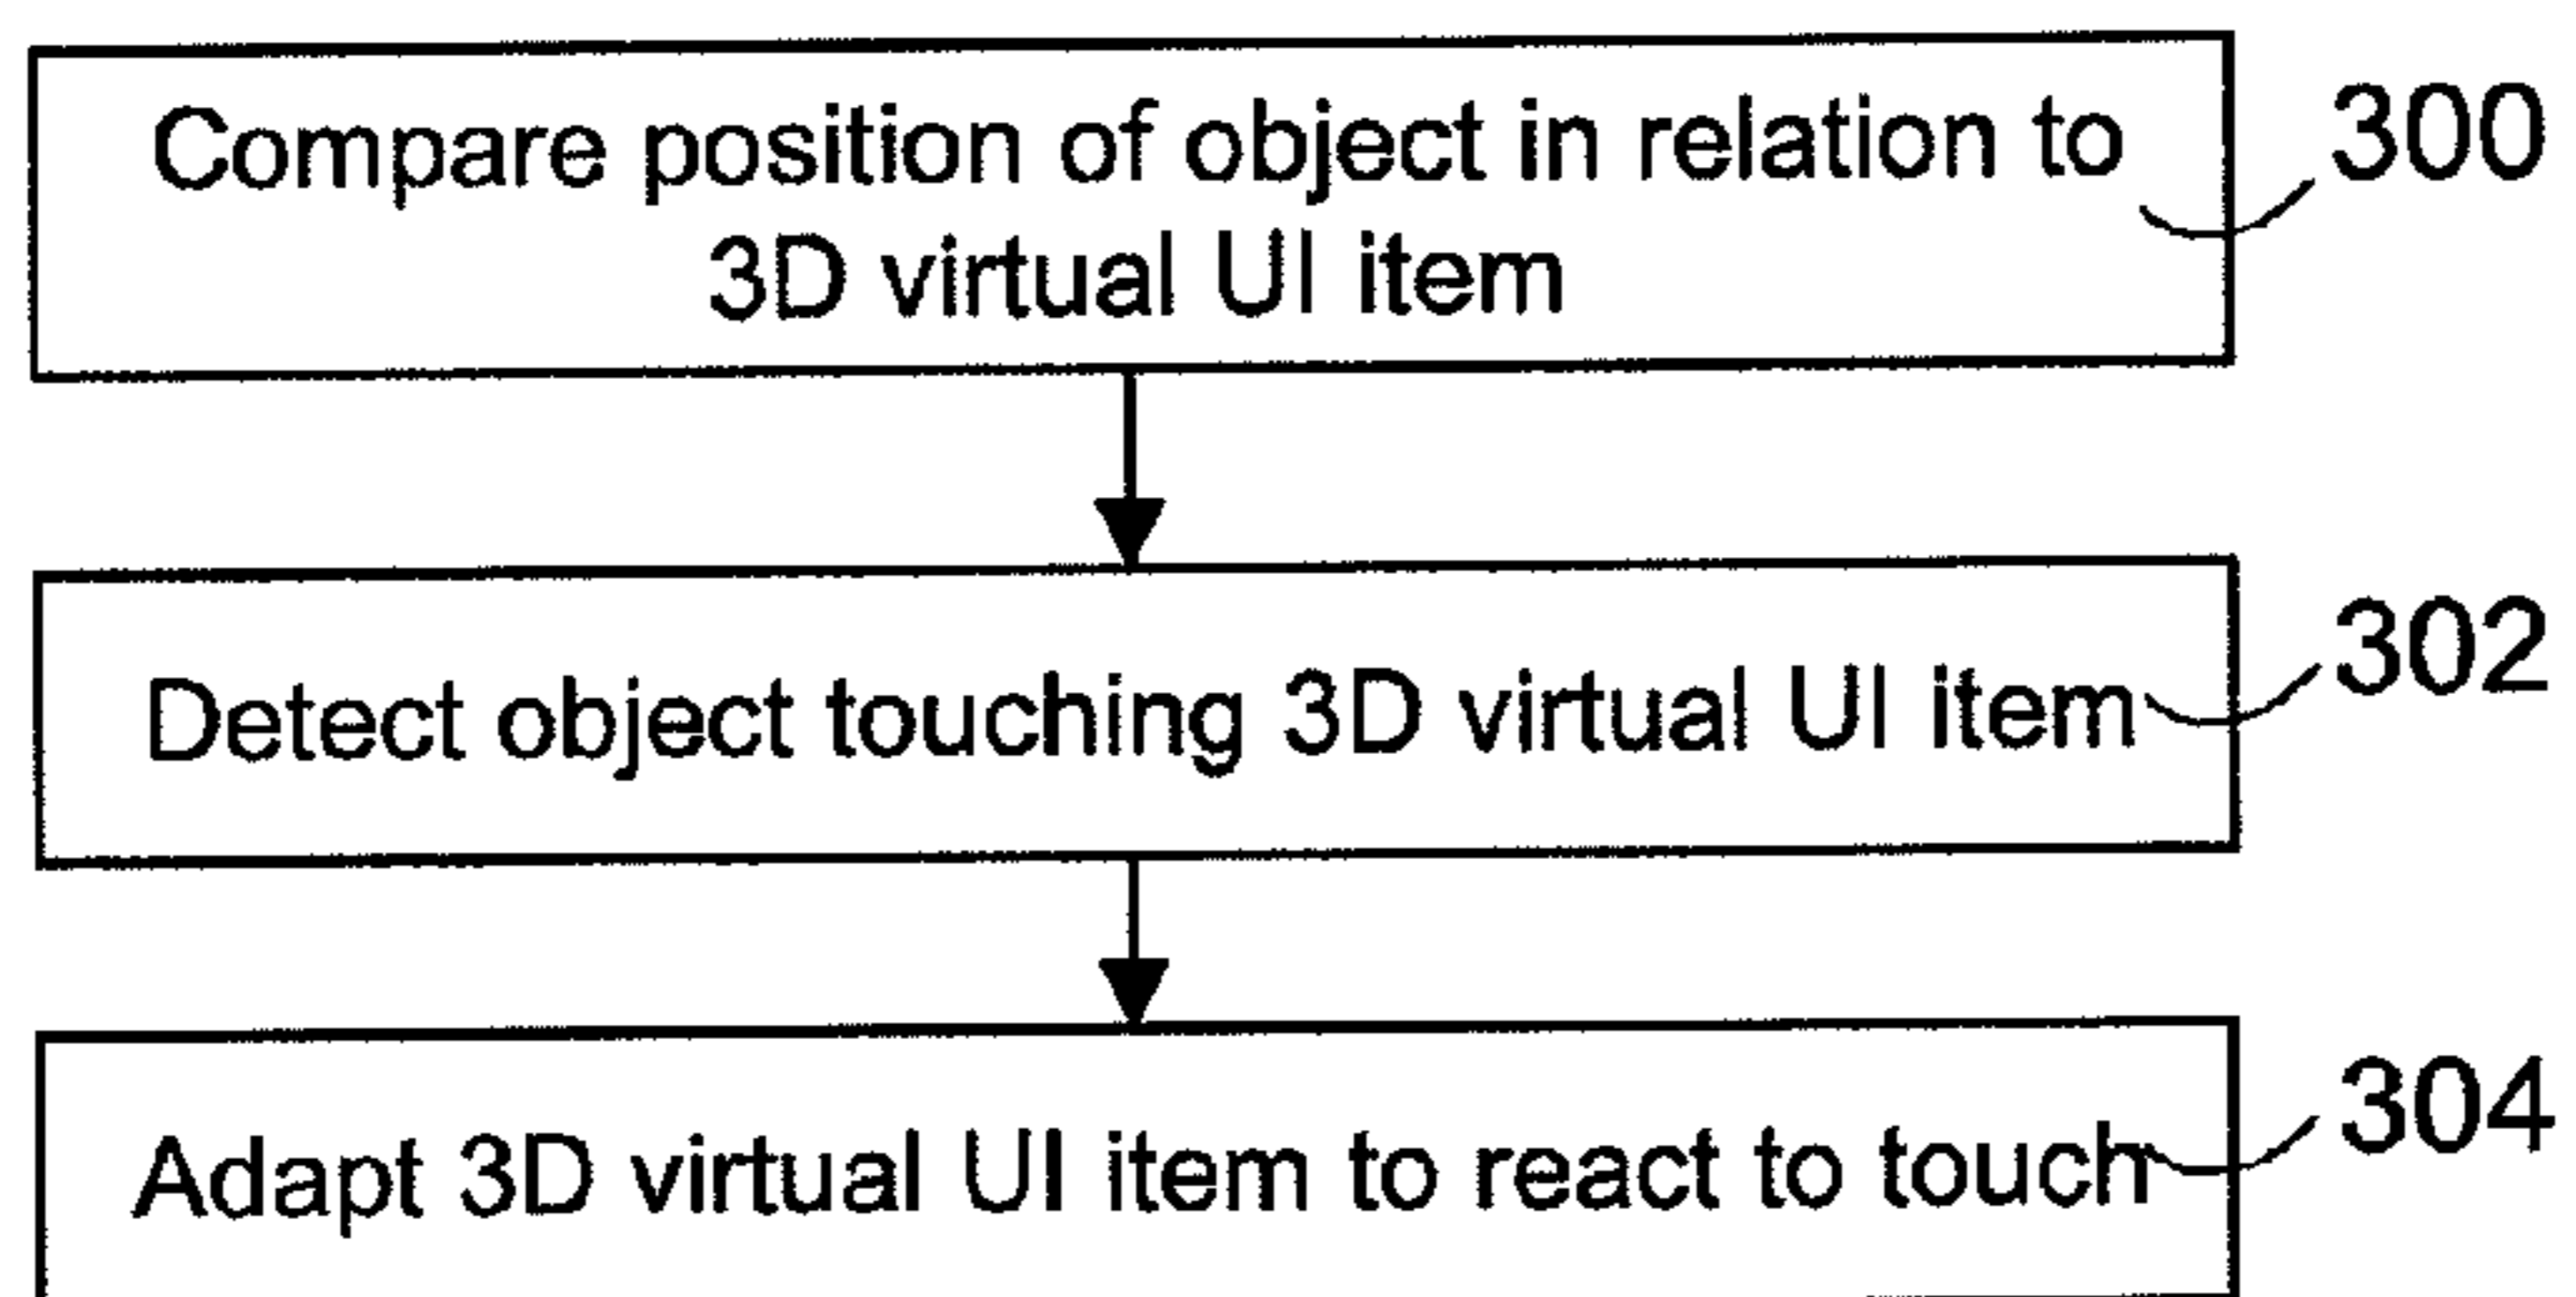 Compare position of object in relation to
3D virtual UI item
300
Detect object touching 3D virtual UI item
302
Adapt 3D virtual UI item to react to touch
304